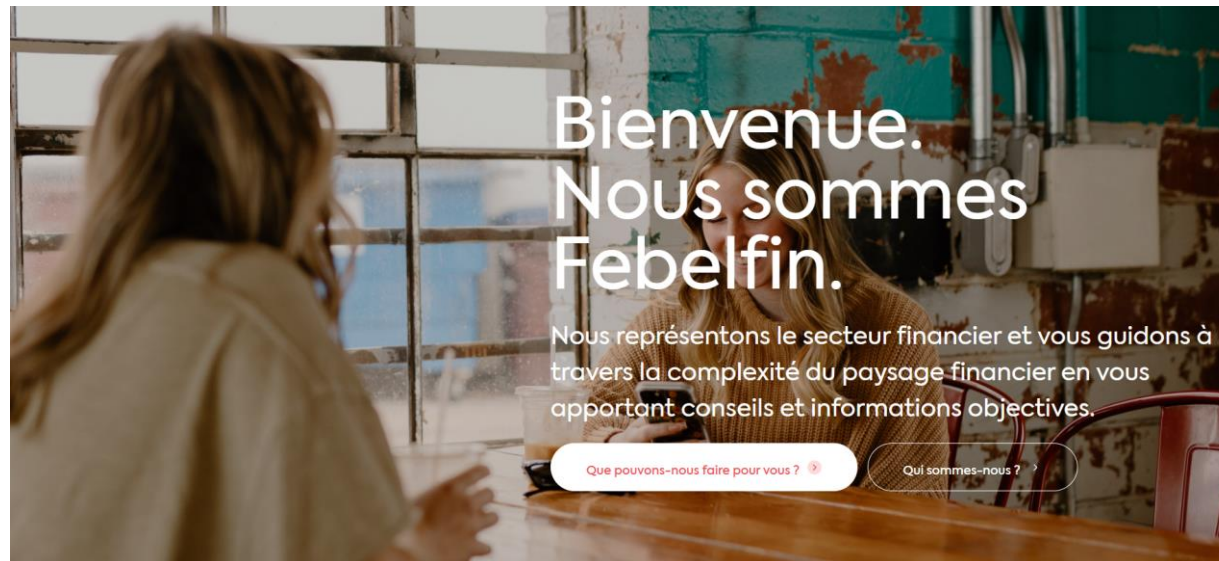 Bienvenue.
Nous sommes
Febelfin.
Nous représentons le secteur financier et vous guidons à
travers la complexité du paysage financier en vous
apportant conseils et informations objectives.
Que pouvons-nous faire pour vous ?
Qui sommes-nous ?